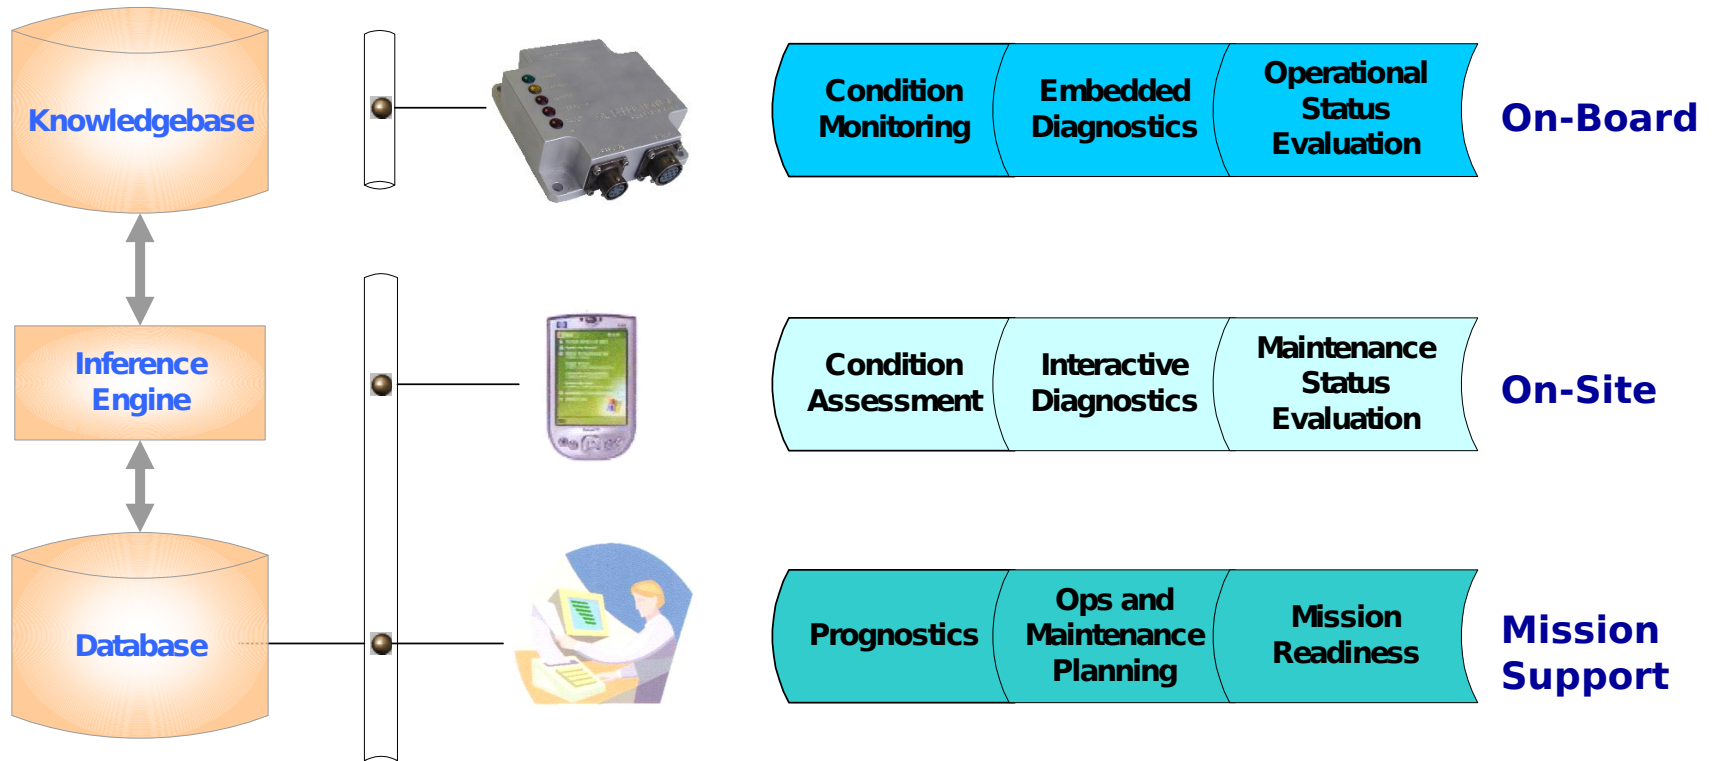 Knowledgebase
Condition
Monitoring
Embedded
Diagnostics
Operational
Status
Evaluation
On-Board
Inference
Engine
Condition
Assessment
Interactive
Diagnostics
Maintenance
Status
Evaluation
On-Site
Database
Prognostics
Ops and
Maintenance
Planning
Mission
Readiness
Mission
Support